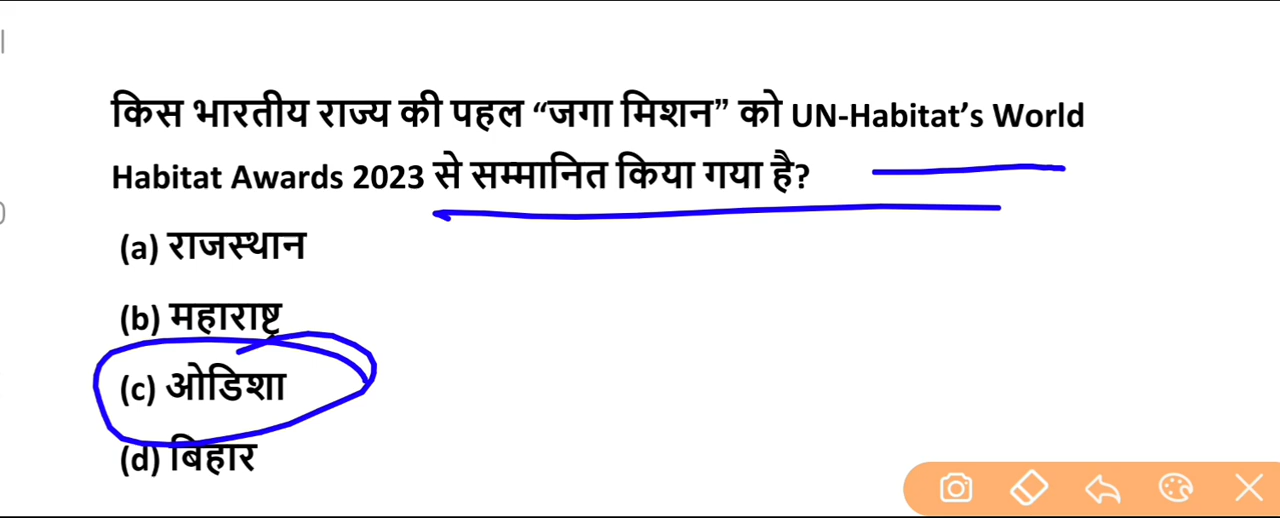 किस भारतीय राज्य की पहल “जगा मिशन” को UN-Habitat’s World
Habitat Awards 2023 से सम्मानित किया गया है?
(a) राजस्थान
(b) महाराष्ट्र
(c) ओडिशा
(d) बिहार